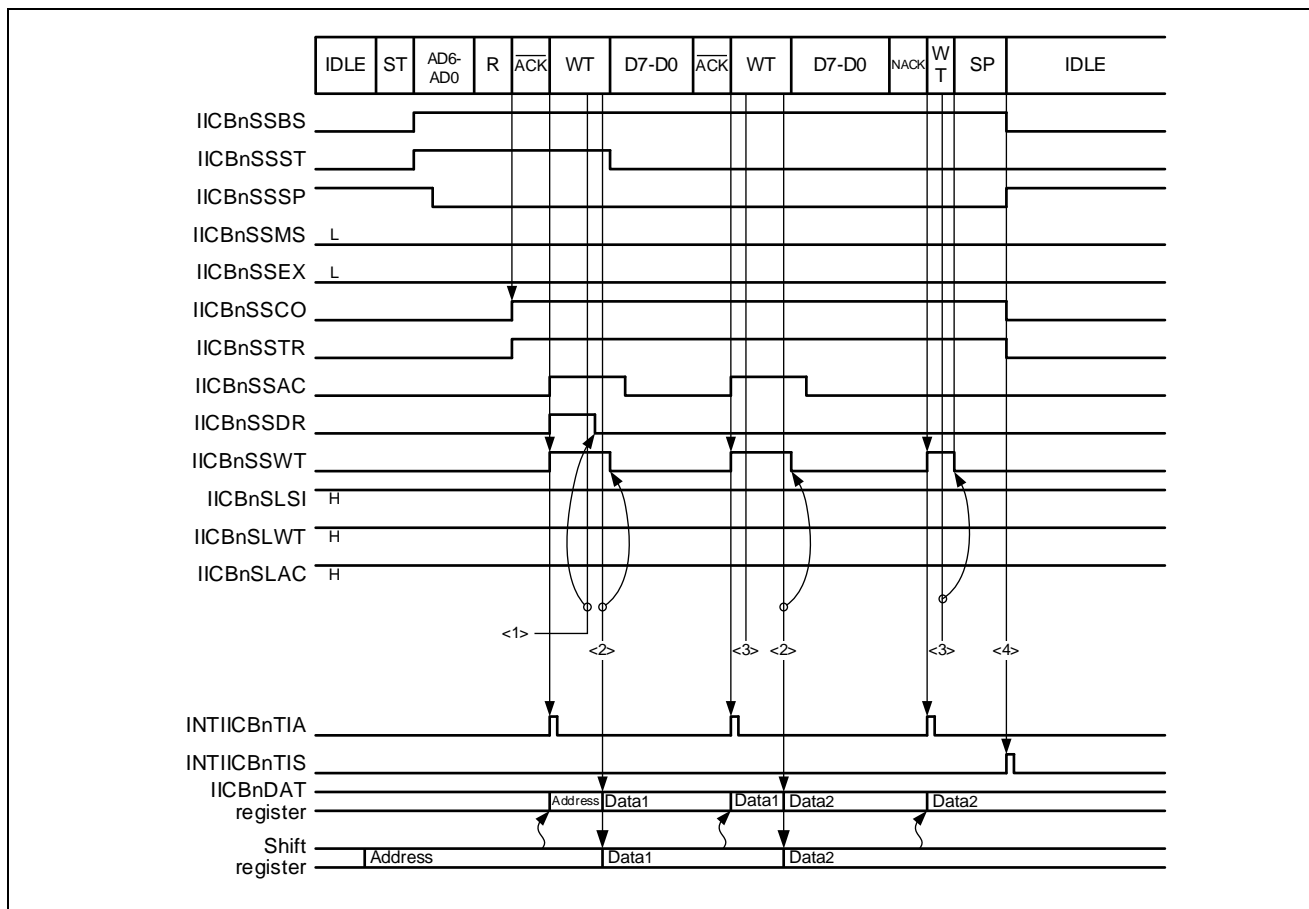 IDLE ST AD6-AD0 R ACK WT D7-D0 ACK WT D7-D0 NACK WT SP IDLE
IICBnSSBS
IICBnSSST
IICBnSSSP
IICBnSSMS L
IICBnSSEX L
IICBnSSCO
IICBnSSTR
IICBnSSAC
IICBnSSDR
IICBnSSWT
IICBnSLSI H
IICBnSLWT H
IICBnSLAC H
<1>
<2> <3> <2> <3> <4>
INTIICBnTIA
INTIICBnTIS
IICBnDAT
register
Address Data1 Data1 Data2 Data2
Shift
register
Address Data1 Data2